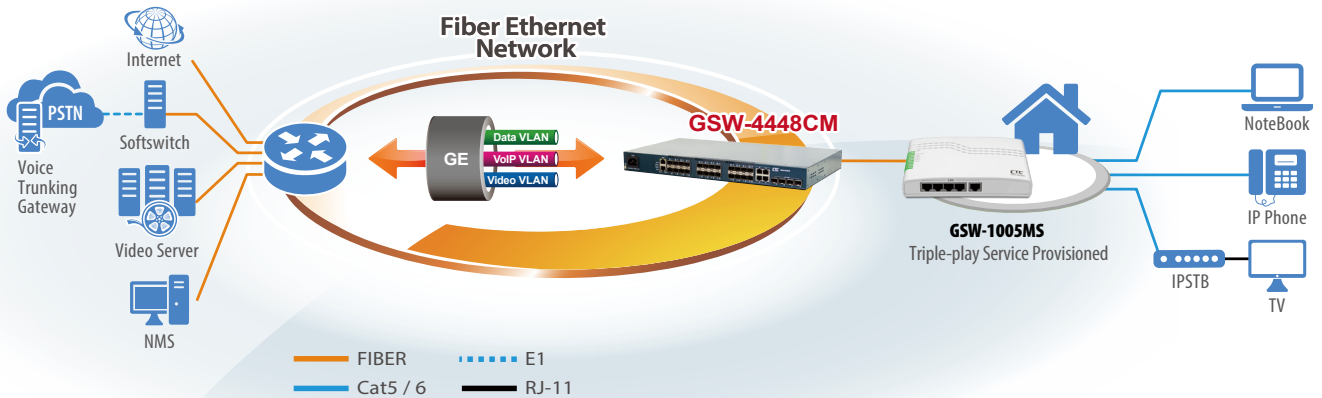 Internet
PSTN
Voice
Trunking
Gateway
Softswitch
Video Server
NMS
Fiber Ethernet
Network
GE
Data VLAN
VoIP VLAN
Video VLAN
GSW-4448CM
CTC
GSW-1005MS
Triple-play Service Provisioned
NoteBook
IP Phone
IPSTB
TV
FIBER
E1
Cat5 / 6
RJ-11